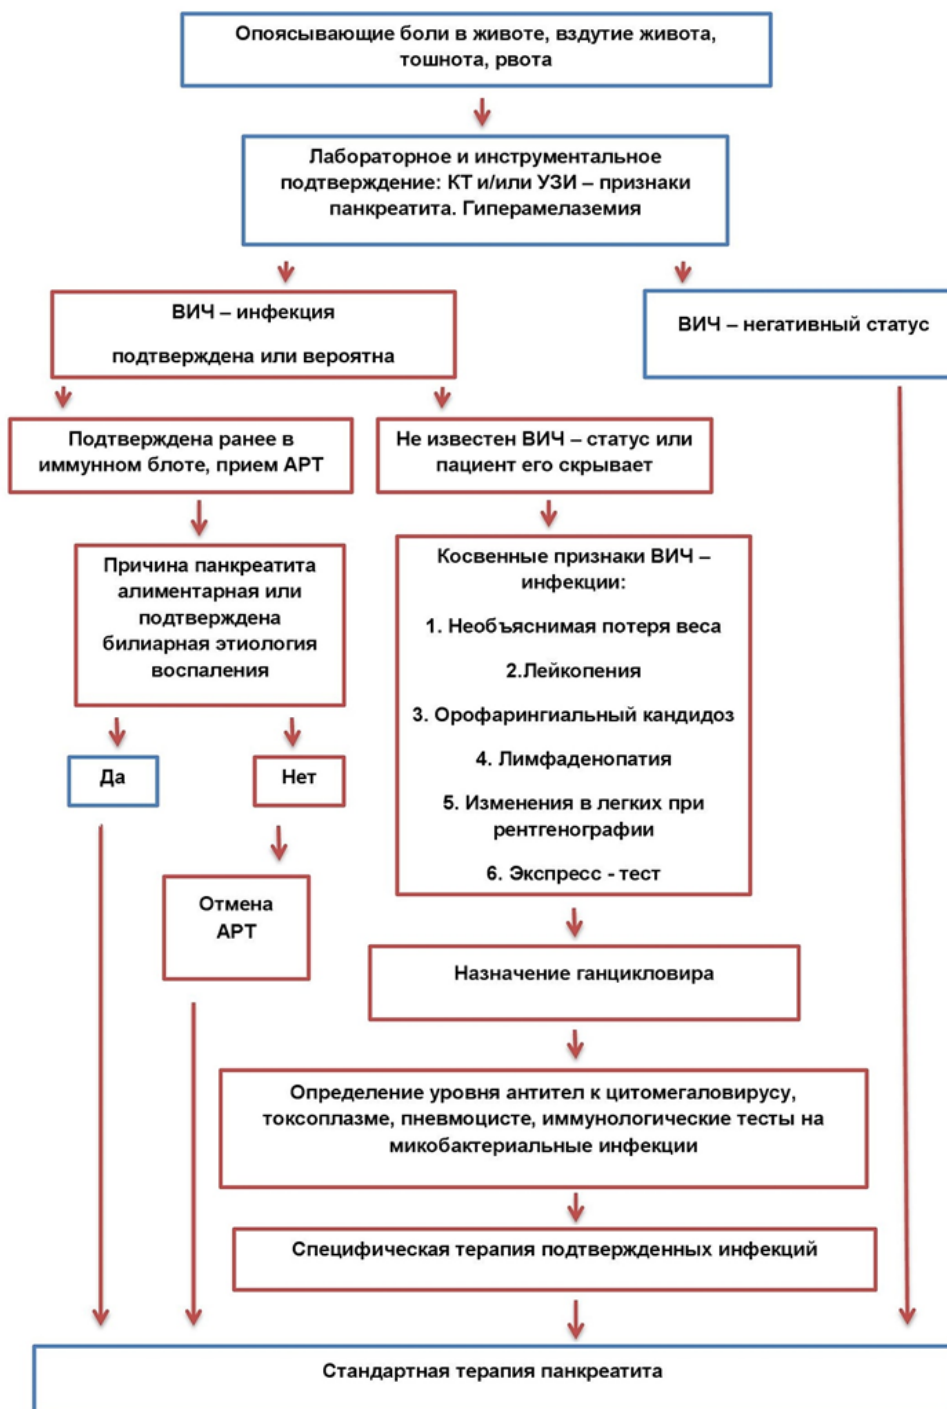 Опоясывающие боли в животе, вздутие живота,
тошнота, рвота
Лабораторное и инструментальное
подтверждение: КТ и/или УЗИ – признаки
панкреатита. Гиперамелаземия
ВИЧ – инфекция
подтверждена или вероятна
ВИЧ – негативный статус
Подтверждена ранее в
иммунном блоте, прием АРТ
Не известен ВИЧ – статус или
пациент его скрывает
Причина панкреатита
алиментарная или
подтверждена
билиарная этиология
воспаления
Косвенные признаки ВИЧ –
инфекции:
1. Необъяснимая потеря веса
2.Лейкопения
3. Орофарингиальный кандидоз
4. Лимфаденопатия
5. Изменения в легких при
рентгенографии
6. Экспресс - тест
Да
Нет
Отмена
АРТ
Назначение ганцикловира
Определение уровня антител к цитомегаловирусу,
токсоплазме, пневмоцисте, иммунологические тесты на
микобактериальные инфекции
Специфическая терапия подтвержденных инфекций
Стандартная терапия панкреатита